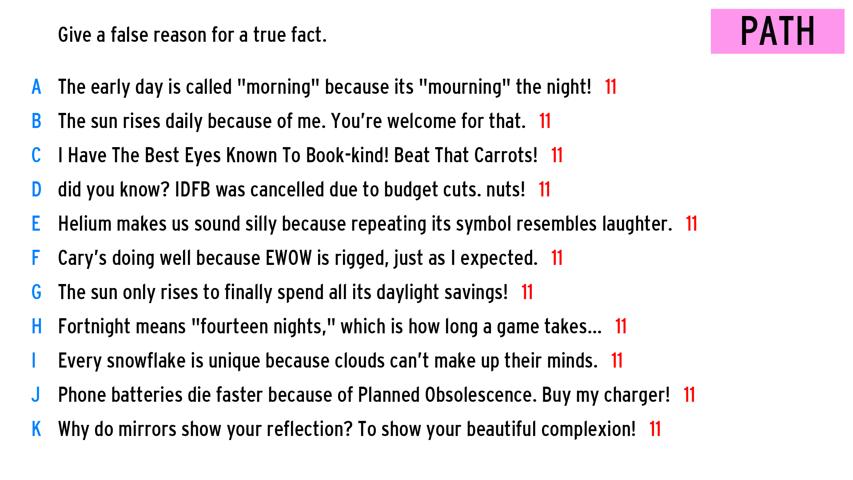 Give a false reason for a true fact.
PATH
A The early day is called "morning" because its "mourning" the night! 11
B The sun rises daily because of me. You're welcome for that. 11
C I Have The Best Eyes Known To Book-kind! Beat That Carrots! 11
D did you know? IDFB was cancelled due to budget cuts. nuts! 11
E Helium makes us sound silly because repeating its symbol resembles laughter. 11
F Cary's doing well because EWOW is rigged, just as I expected. 11
G The sun only rises to finally spend all its daylight savings! 11
H Fortnight means "fourteen nights," which is how long a game takes... 11
I Every snowflake is unique because clouds can't make up their minds. 11
J Phone batteries die faster because of Planned Obsolescence. Buy my charger! 11
K Why do mirrors show your reflection? To show your beautiful complexion! 11